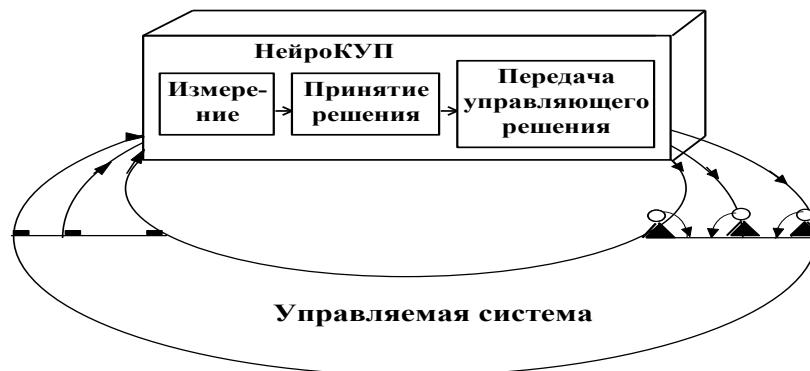 НейроКУП
Измере-
ние
Принятие
решения
Передача
управляющего
решения
Управляемая система